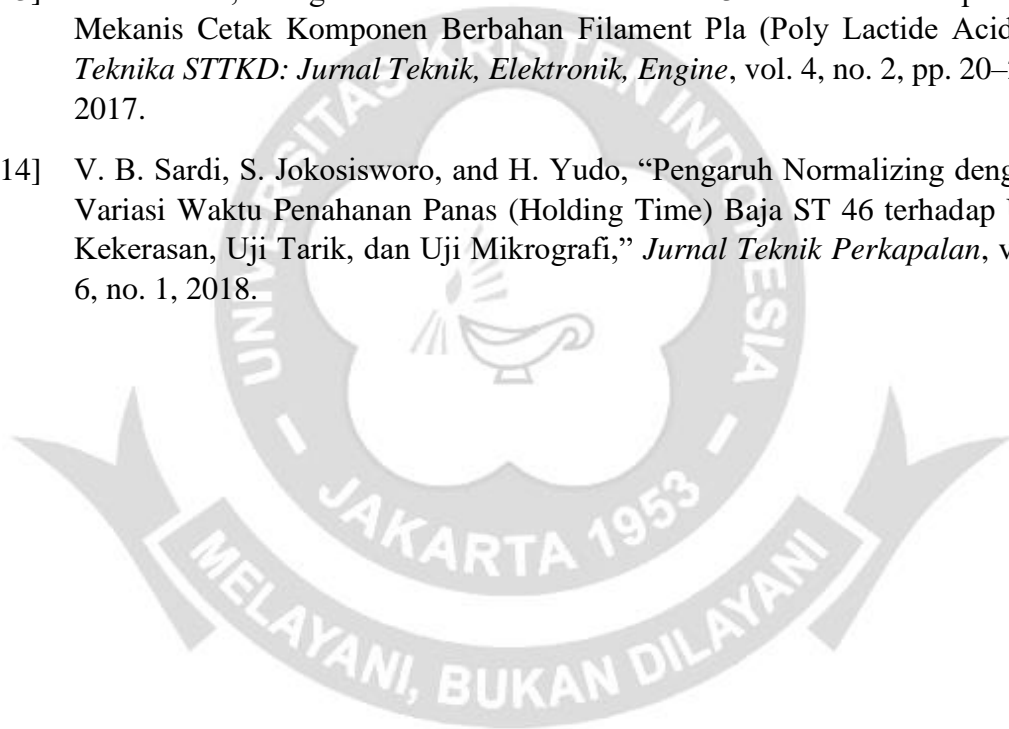 Mekanis Cetak Komponen Berbahan Filament Pla (Poly Lactide Acid
Teknika STTKD: Jurnal Teknik, Elektronik, Engine, vol. 4, no. 2, pp. 20–
2017.
14] V. B. Sardi, S. Jokosisworo, and H. Yudo, “Pengaruh Normalizing deng
Variasi Waktu Penahanan Panas (Holding Time) Baja ST 46 terhadap
Kekerasan, Uji Tarik, dan Uji Mikrografi,” Jurnal Teknik Perkapalan, v
6, no. 1, 2018.
UNIVERSITAS KRISTEN INDONESIA
JAKARTA 1953
MELAYANI, BUKAN DILAYANI